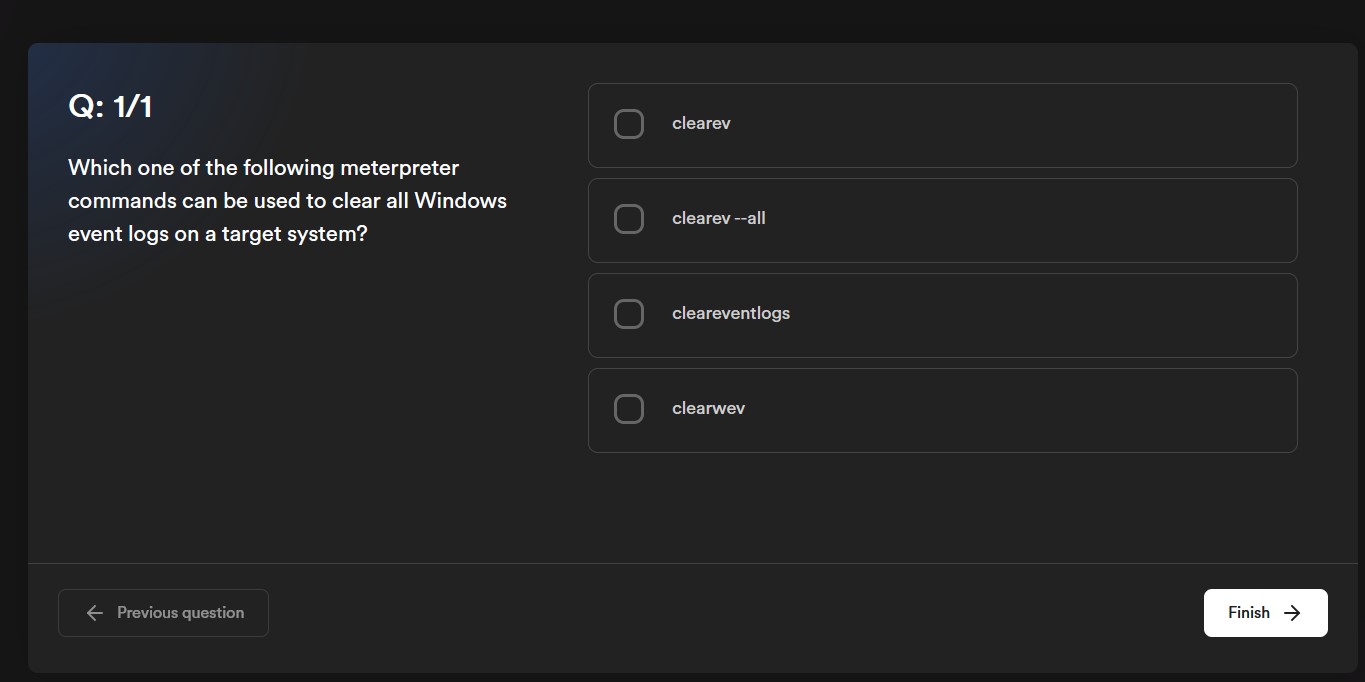 Q: 1/1
Which one of the following meterpreter
commands can be used to clear all Windows
event logs on a target system?
clearev
clearev --all
cleareventlogs
clearwev
Previous question
Finish